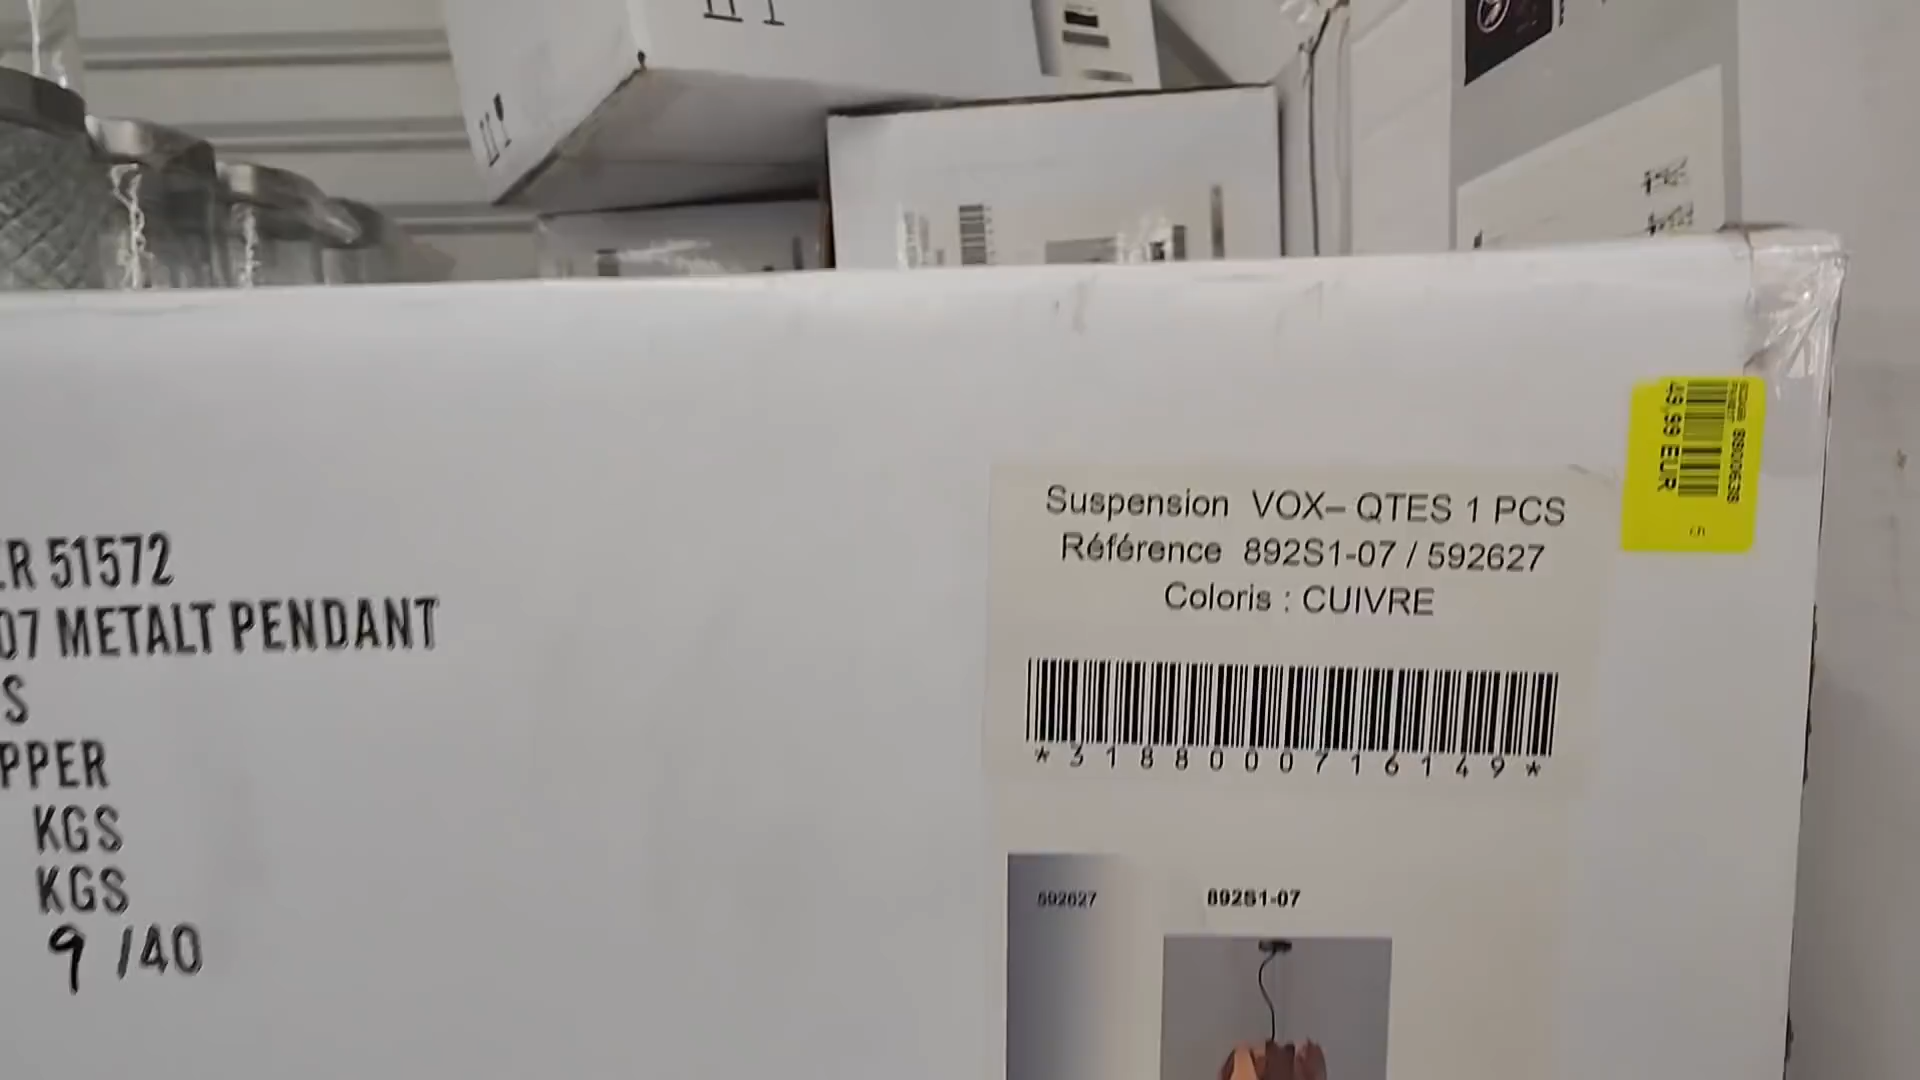 R 51572
07 METALT PENDANT
S
PPER
KGS
KGS
9 /40
Suspension VOX– QTES 1 PCS
Référence 892S1-07 / 592627
Coloris : CUIVRE
*3188000716149*
592627
892S1-07
49,99 EUR